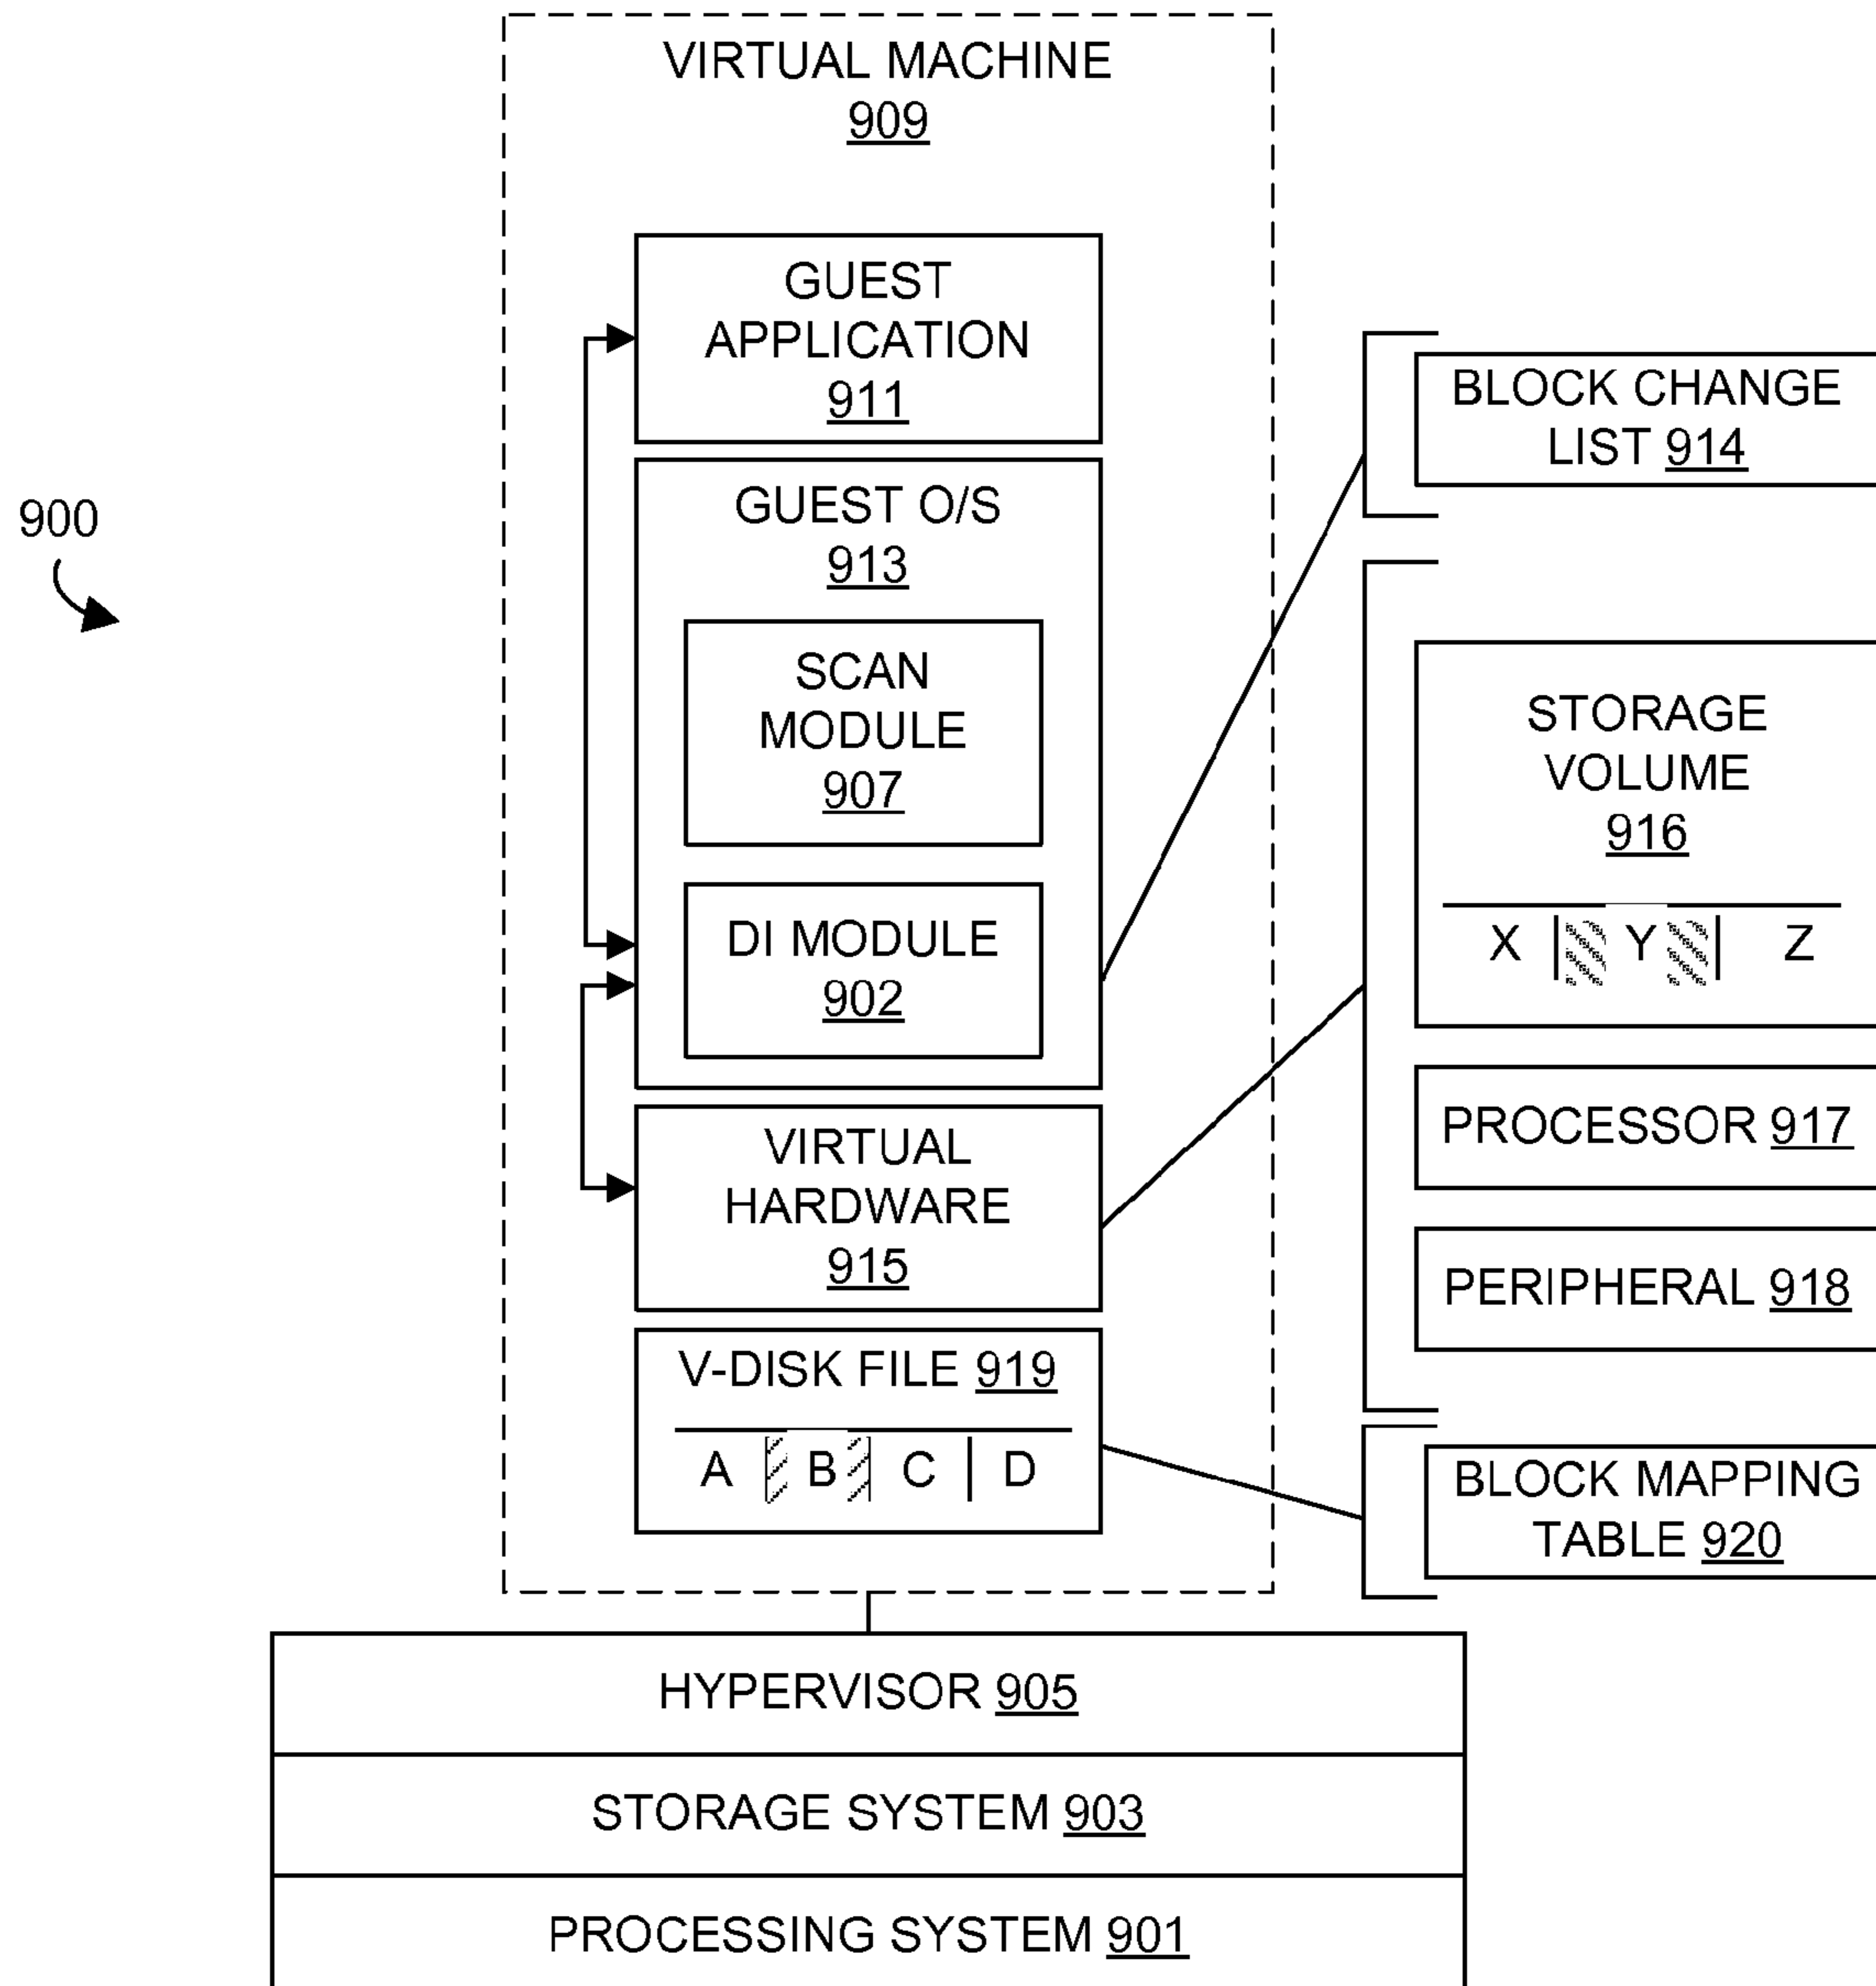 VIRTUAL MACHINE
909
GUEST
APPLICATION
911
GUEST O/S
913
SCAN
MODULE
907
DI MODULE
902
VIRTUAL
HARDWARE
915
V-DISK FILE 919
A B C D
900
BLOCK CHANGE
LIST 914
STORAGE
VOLUME
916
X Y Z
PROCESSOR 917
PERIPHERAL 918
BLOCK MAPPING
TABLE 920
HYPERVISOR 905
STORAGE SYSTEM 903
PROCESSING SYSTEM 901